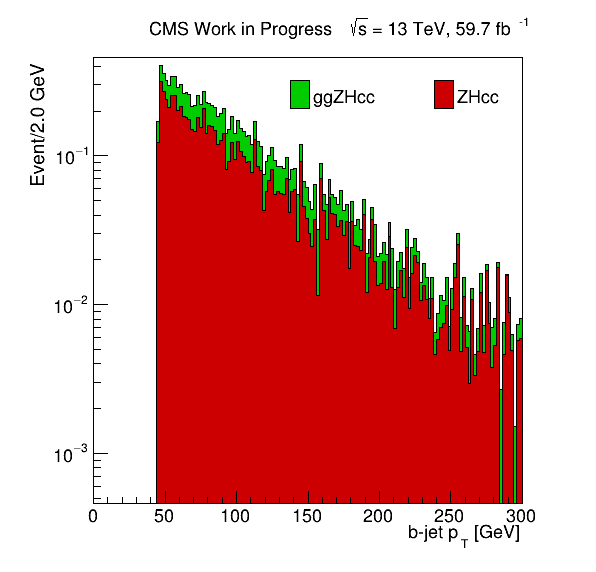 CMS Work in Progress √s = 13 TeV, 59.7 fb⁻¹
Event/2.0 GeV
ggZHcc ZHcc
10⁻¹
10⁻²
10⁻³
0 50 100 150 200 250 300
b-jet p_T [GeV]